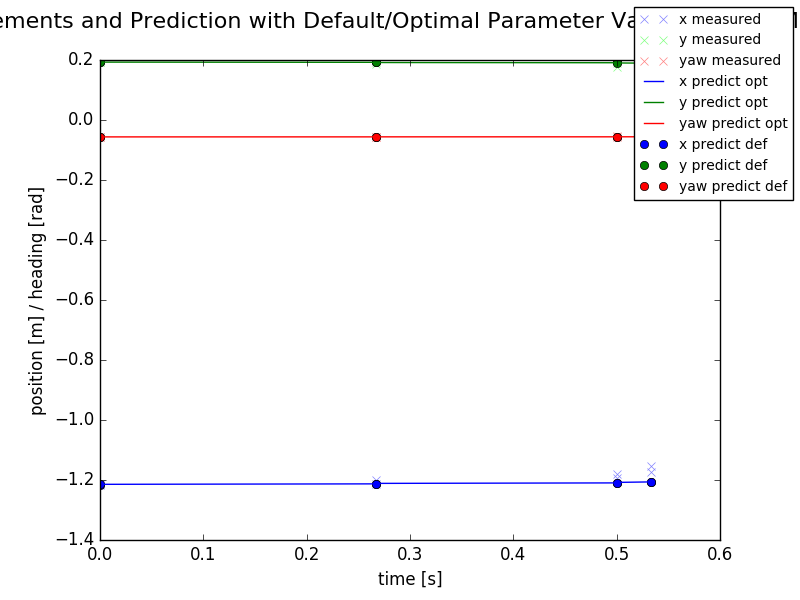 ements and Prediction with Default/Optimal Parameter Va
x measured
y measured
yaw measured
x predict opt
y predict opt
yaw predict opt
x predict def
y predict def
yaw predict def
0.2
0.0
−0.2
−0.4
−0.6
−0.8
−1.0
−1.2
−1.4
position [m] / heading [rad]
0.0 0.1 0.2 0.3 0.4 0.5 0.6
time [s]